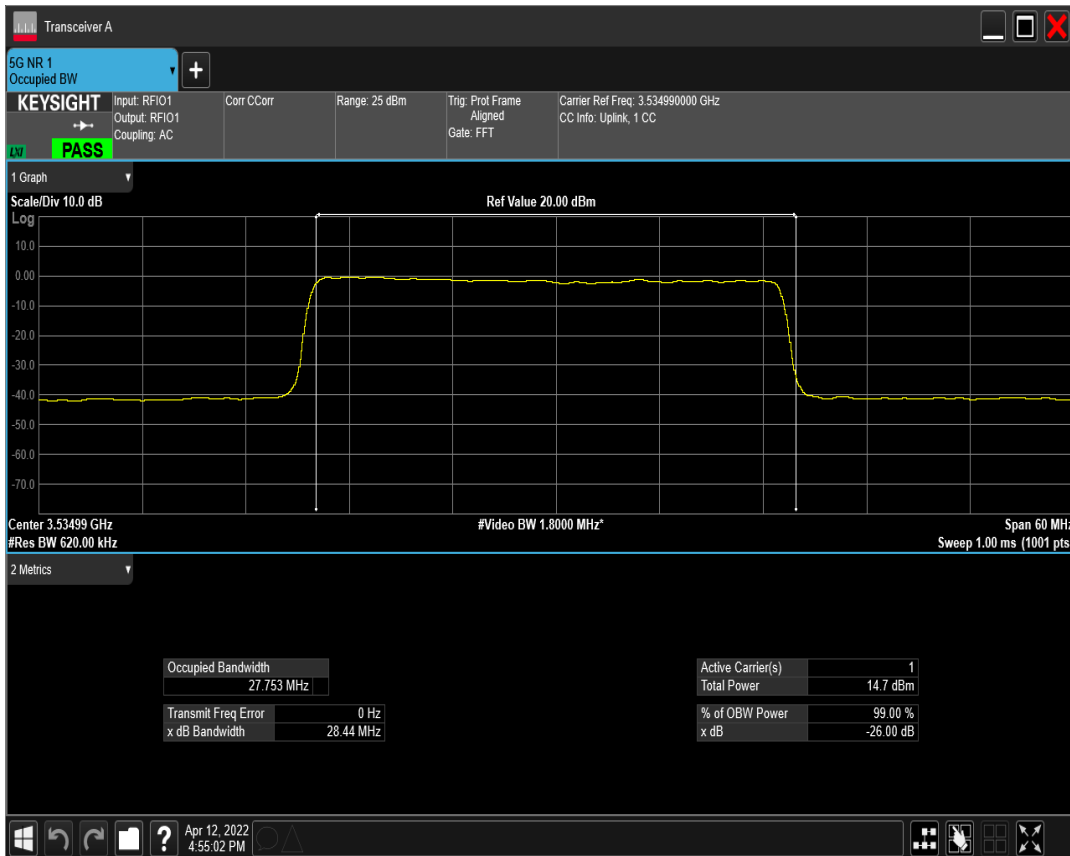 Transceiver A
5G NR 1
Occupied BW
KEYSIGHT
LXI
PASS
Input: RFIO1
Output: RFIO1
Coupling: AC
Corr CCorr
Range: 25 dBm
Trig: Prot Frame
Aligned
Gate: FFT
Carrier Ref Freq: 3.534990000 GHz
CC Info: Uplink, 1 CC
1 Graph
Scale/Div 10.0 dB
Ref Value 20.00 dBm
Log
10.0
0.00
-10.0
-20.0
-30.0
-40.0
-50.0
-60.0
-70.0
Center 3.53499 GHz
#Video BW 1.8000 MHz*
Span 60 MHz
#Res BW 620.00 kHz
Sweep 1.00 ms (1001 pts
2 Metrics
Occupied Bandwidth
27.753 MHz
Transmit Freq Error 0 Hz
x dB Bandwidth 28.44 MHz
Active Carrier(s) 1
Total Power 14.7 dBm
% of OBW Power 99.00 %
x dB -26.00 dB
Apr 12, 2022
4:55:02 PM